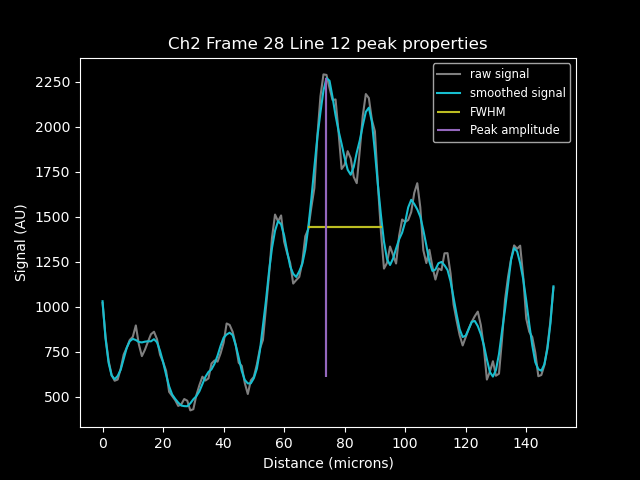 Ch2 Frame 28 Line 12 peak properties
raw signal
smoothed signal
FWHM
Peak amplitude
2250
2000
1750
1500
1250
1000
750
500
Signal (AU)
0 20 40 60 80 100 120 140
Distance (microns)